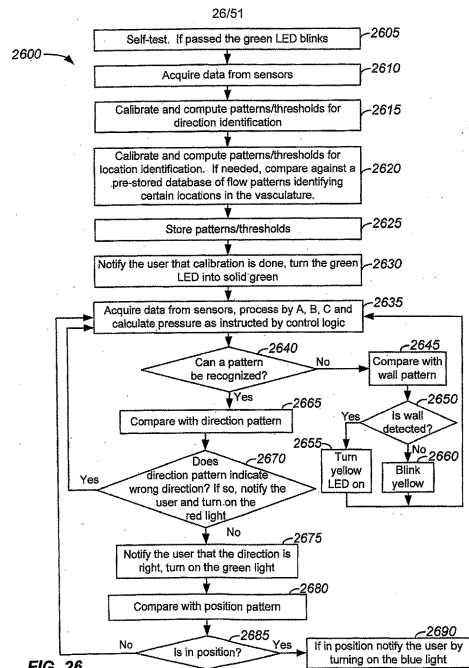 26/51
Self-test. If passed the green LED blinks
2605
2600
Acquire data from sensors
2610
Calibrate and compute patterns/thresholds for
direction identification
2615
Calibrate and compute patterns/thresholds for
location identification. If needed, compare against a
pre-stored database of flow patterns identifying
certain locations in the vasculature.
2620
Store patterns/thresholds
2625
Notify the user that calibration is done, turn the green
LED into solid green
2630
Acquire data from sensors, process by A, B, C and
calculate pressure as instructed by control logic
2635
Can a pattern
be recognized?
2640
No
Compare with
wall pattern
2645
Is wall
detected?
2650
Yes
Turn
yellow
LED on
2655
No
Blink
yellow
2660
Yes
Compare with direction pattern
2665
Does
direction pattern indicate
wrong direction? If so, notify the
user and turn on the
red light
2670
Yes
No
Notify the user that the direction is
right, turn on the green light
2675
Compare with position pattern
2680
Is in position?
2685
No
Yes
If in position notify the user by
turning on the blue light
2690
FIG. 26